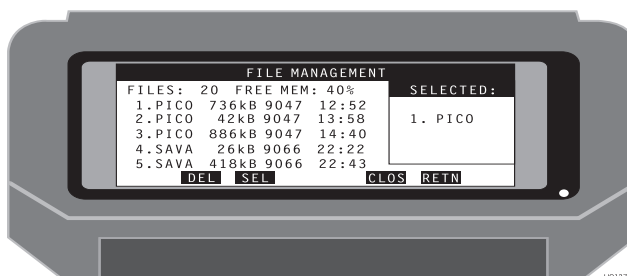 FILE MANAGEMENT
FILES: 20 FREE MEM: 40%
1.PICO 736kB 9047 12:52
2.PICO 42kB 9047 13:58
3.PICO 886kB 9047 14:40
4.SAVA 26kB 9066 22:22
5.SAVA 418kB 9066 22:43
SELECTED:
1. PICO
DEL SEL CLOS RETN